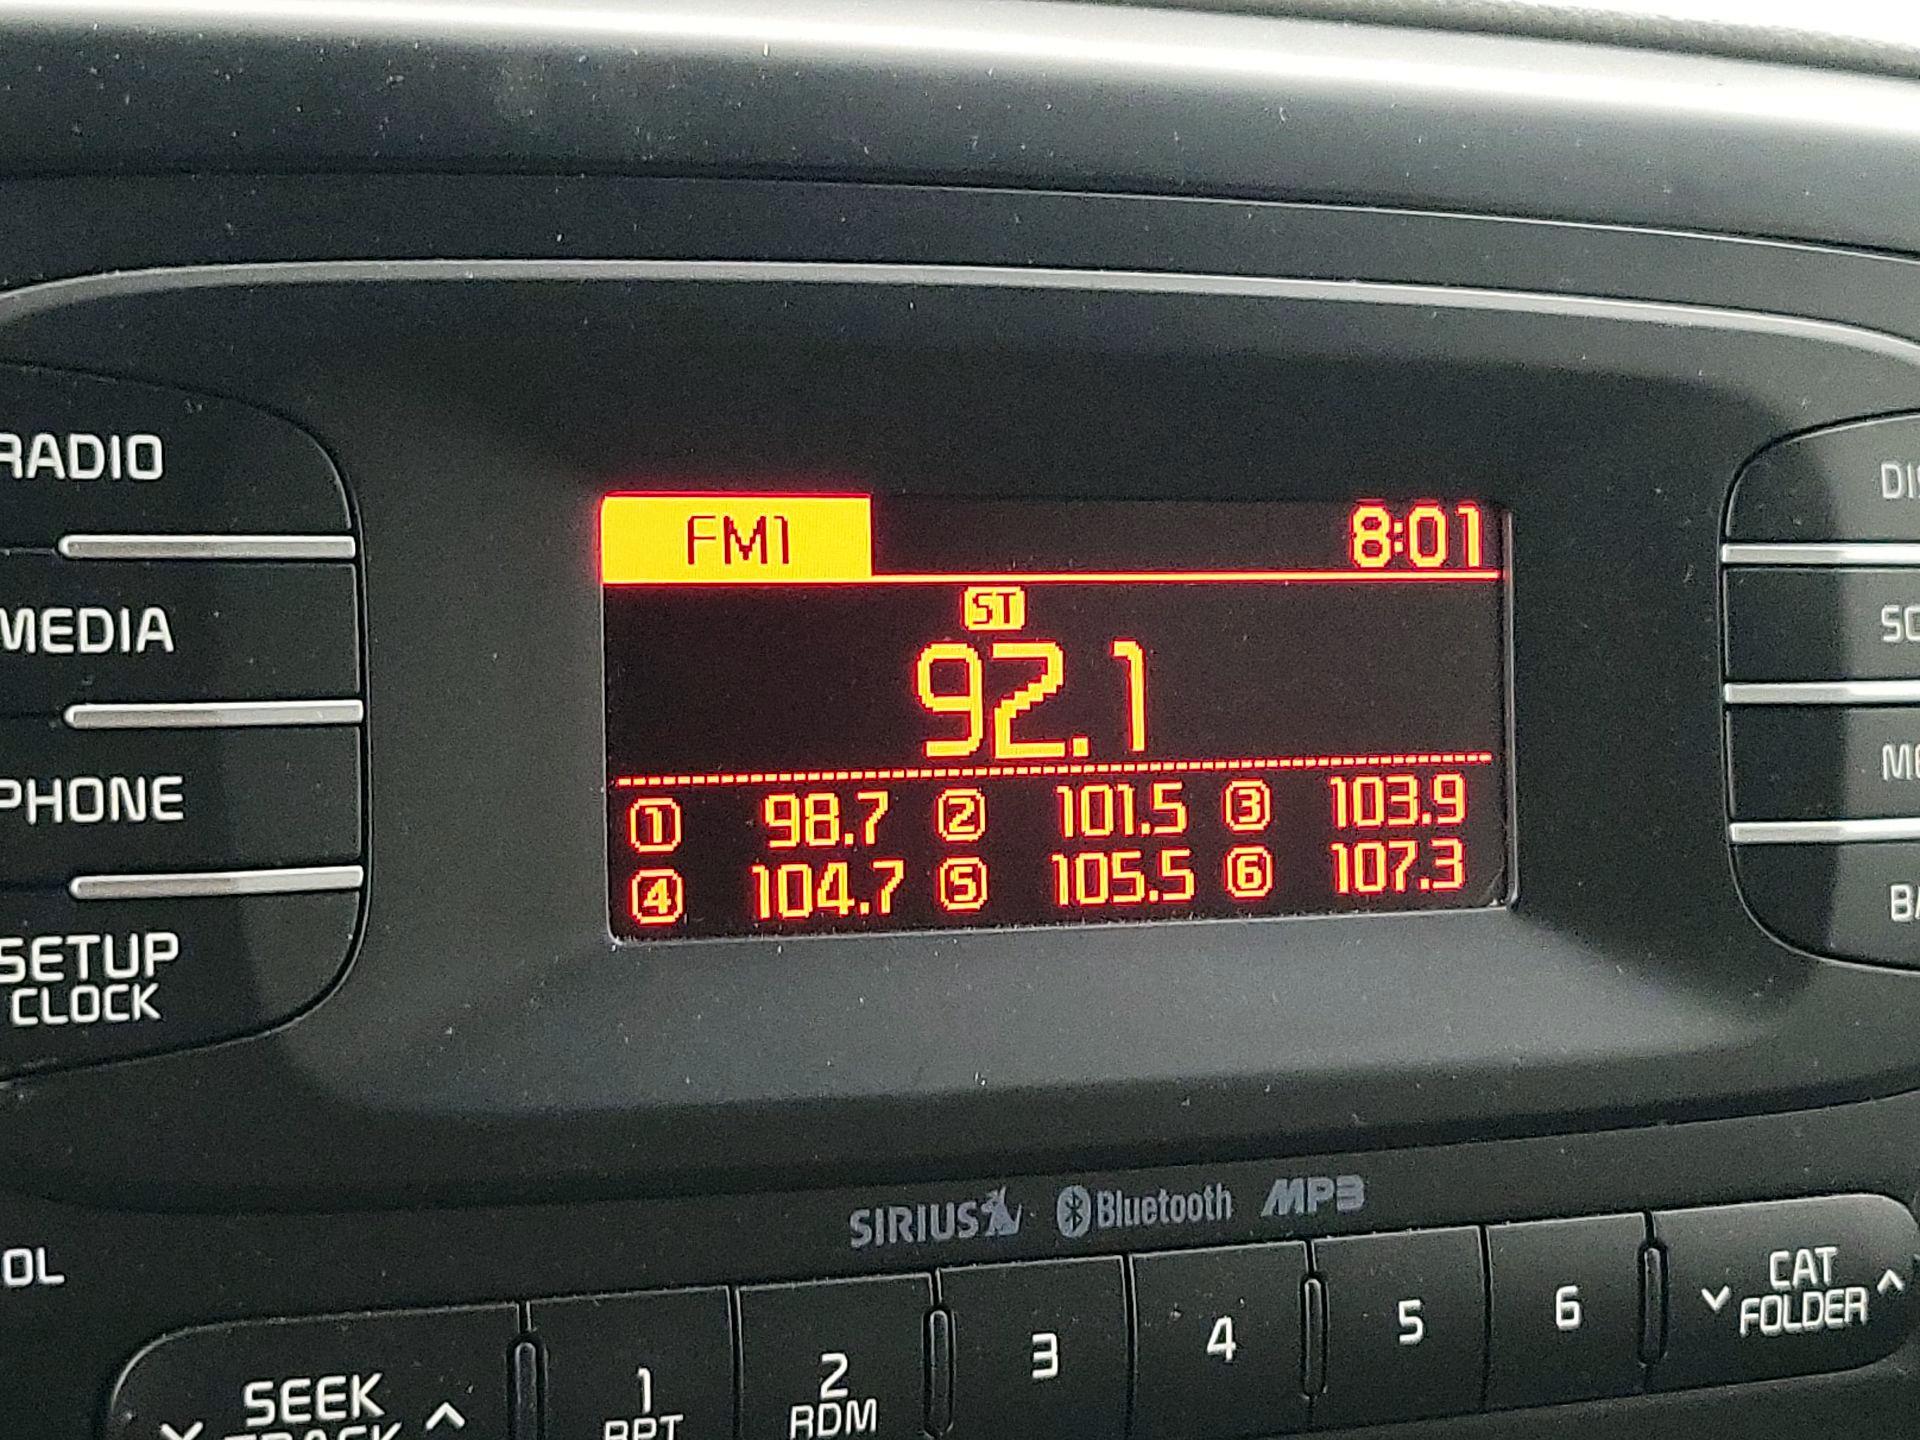 RADIO
MEDIA
PHONE
SETUP
CLOCK
FM1 8:01
ST
92.1
1 98.7 2 101.5 3 103.9
4 104.7 5 105.5 6 107.3
SIRIUS Bluetooth MP3
OL
SEEK
TRACK
1
RPT
2
RDM
3
4
5
6
CAT
FOLDER